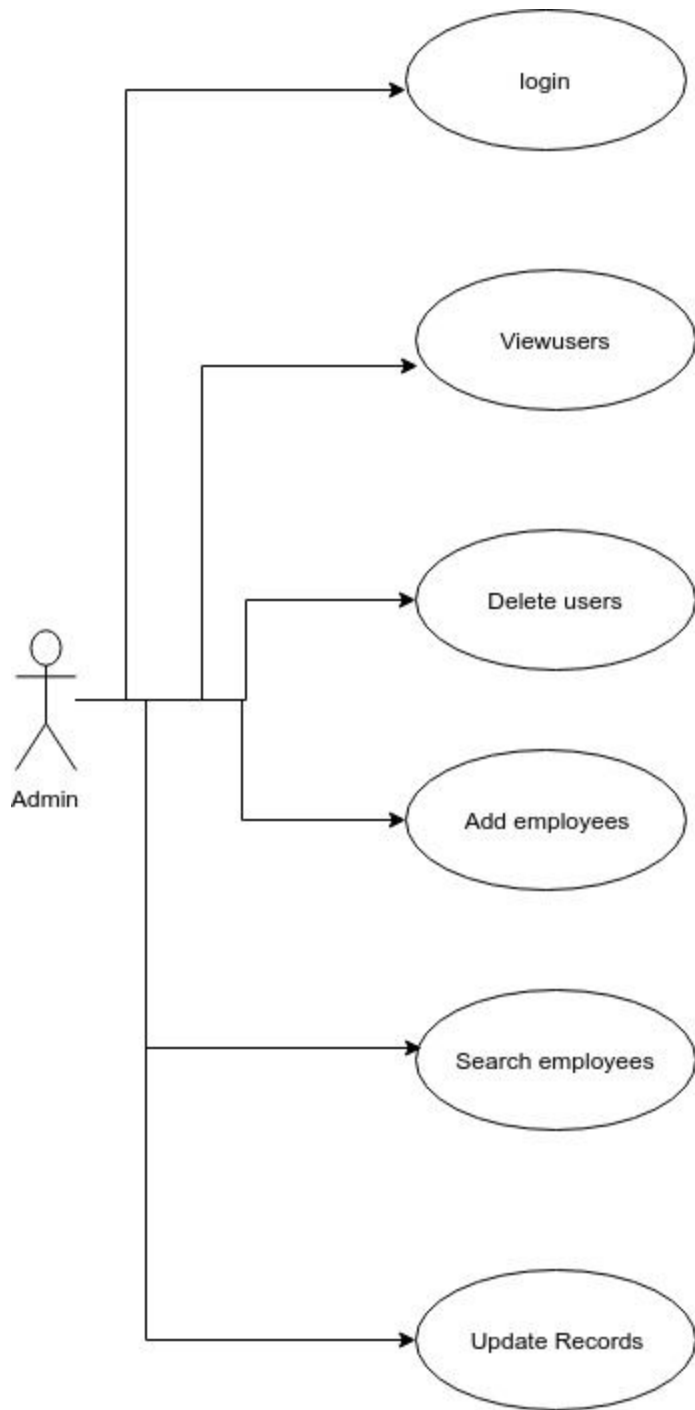 login
Viewusers
Delete users
Admin
Add employees
Search employees
Update Records